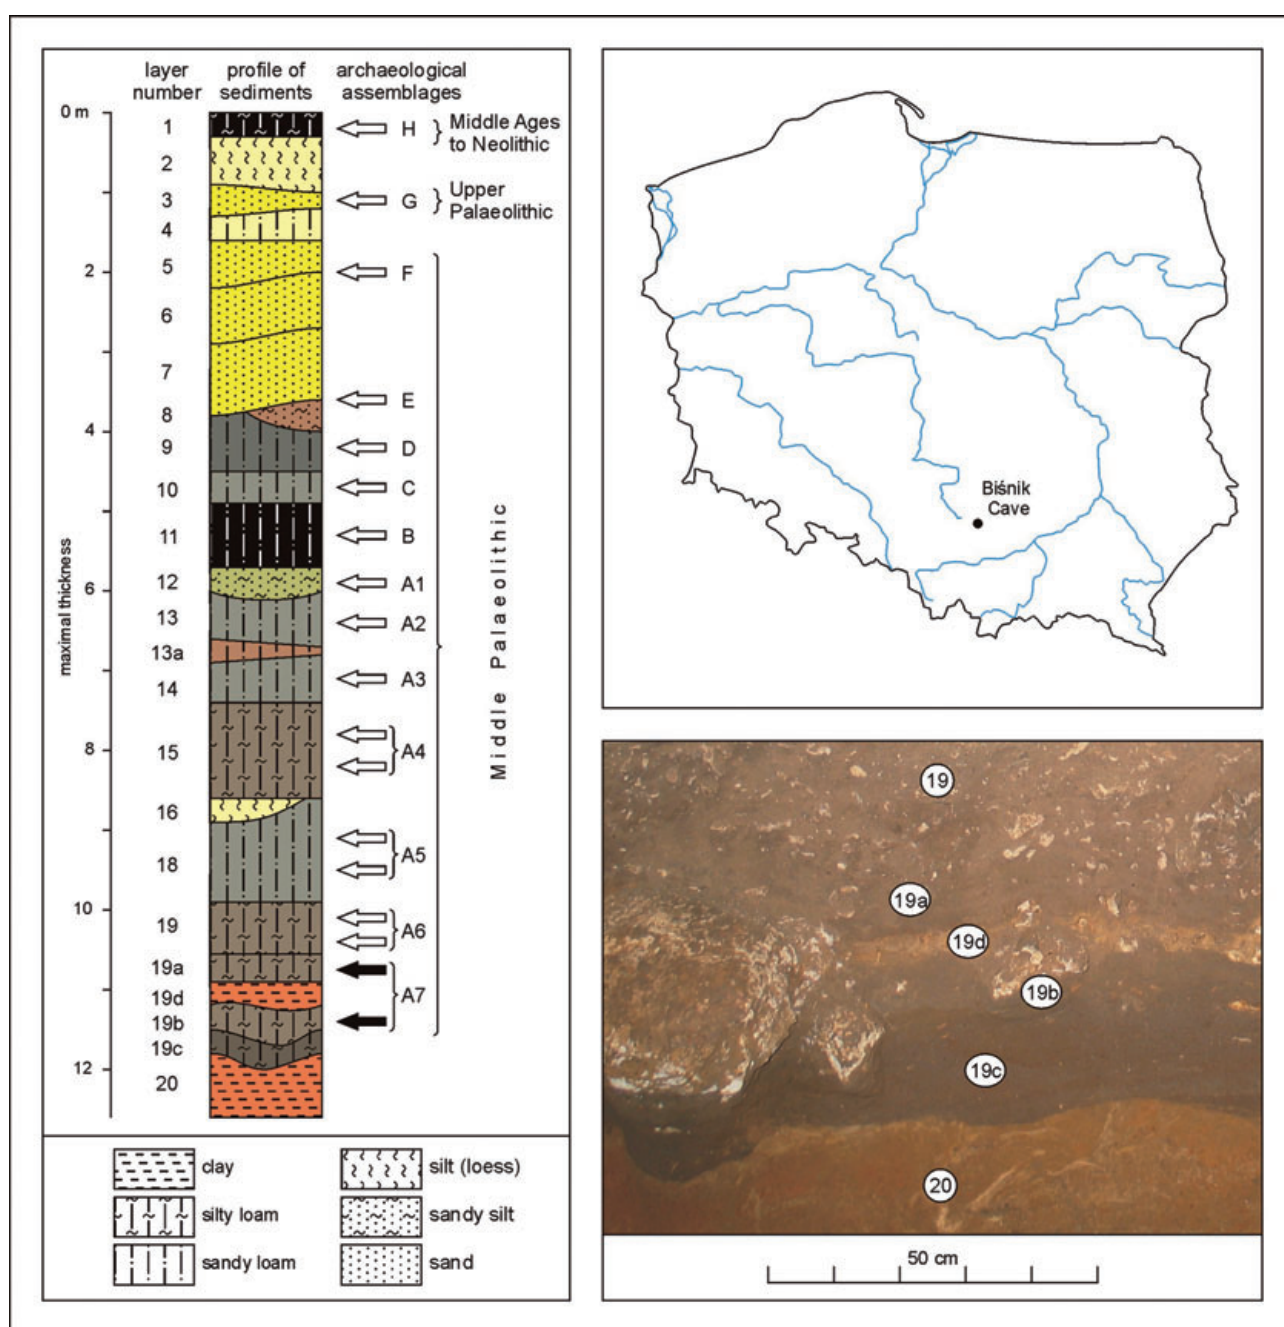 layer number
profile of sediments
archaeological assemblages
0 m
2
4
6
8
10
12
maximal thickness
1
2
3
4
5
6
7
8
9
10
11
12
13
13a
14
15
16
18
19
19a
19d
19b
19c
20
H
G
F
E
D
C
B
A1
A2
A3
A4
A5
A6
A7
Middle Ages
to Neolithic
Upper
Palaeolithic
Middle Palaeolithic
clay
silty loam
sandy loam
silt (loess)
sandy silt
sand
Biśnik
Cave
19
19a
19d
19b
19c
20
50 cm